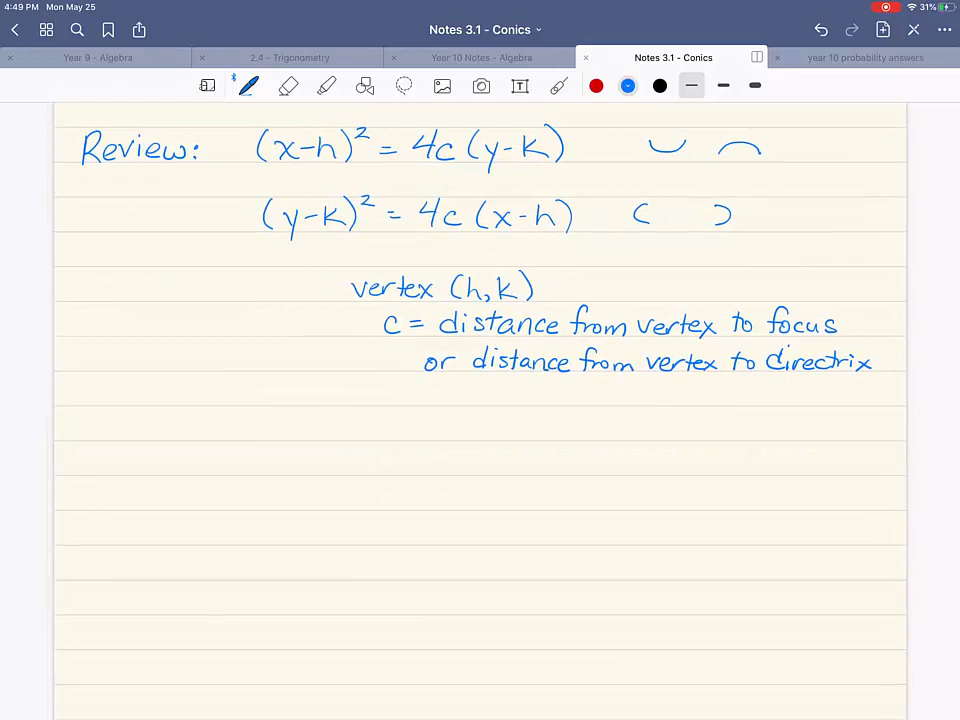 4:49 PM Mon May 25
31%
Notes 3.1 - Conics
Year 9 - Algebra
2.4 - Trigonometry
Year 10 Notes - Algebra
Notes 3.1 - Conics
year 10 probability answers
Review: (x-h)² = 4c (y-k)
(y-k)² = 4c (x-h)
vertex (h,k)
c = distance from vertex to focus
or distance from vertex to directrix